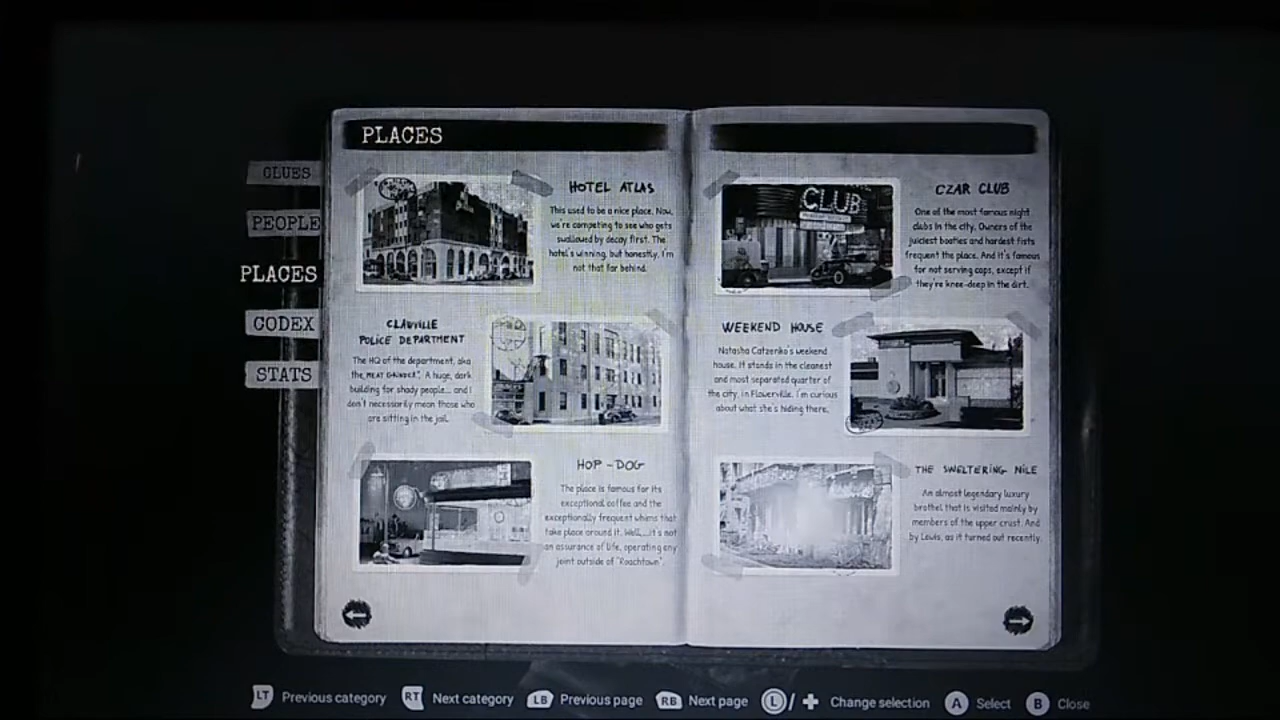 PLACES
CLUES
PEOPLE
PLACES
CODEX
STATS
HOTEL ATLAS
This used to be a nice place. Now,
we're competing to see who gets
swallowed by decay first. The
hotel's winning, but honestly, I'm
not that far behind.
CLAWVILLE
POLICE DEPARTMENT
The HQ of the department, aka
the "MEAT GRINDER". A huge, dark
building for shady people... and I
don't necessarily mean those who
are sitting in the jail.
HOP-DOG
The place is famous for its
exceptional coffee and the
exceptionally frequent whims that
take place around it. Well,...it's not
an assurance of life, operating any
joint outside of "Roachtown".
CLUB
CZAR CLUB
One of the most famous night
clubs in the city. Owners of the
juiciest booties and hardest fists
frequent the place. And it's famous
for not serving cops, except if
they're knee-deep in the dirt.
WEEKEND HOUSE
Natasha Catzenko's weekend
house. It stands in the cleanest
and most separated quarter of
the city, in Flowerville. I'm curious
about what she's hiding there.
THE SWELTERING NILE
An almost legendary luxury
brothel that is visited mainly by
members of the upper crust. And
by Lewis, as it turned out recently.
LT Previous category RT Next category LB Previous page RB Next page L / Change selection A Select B Close